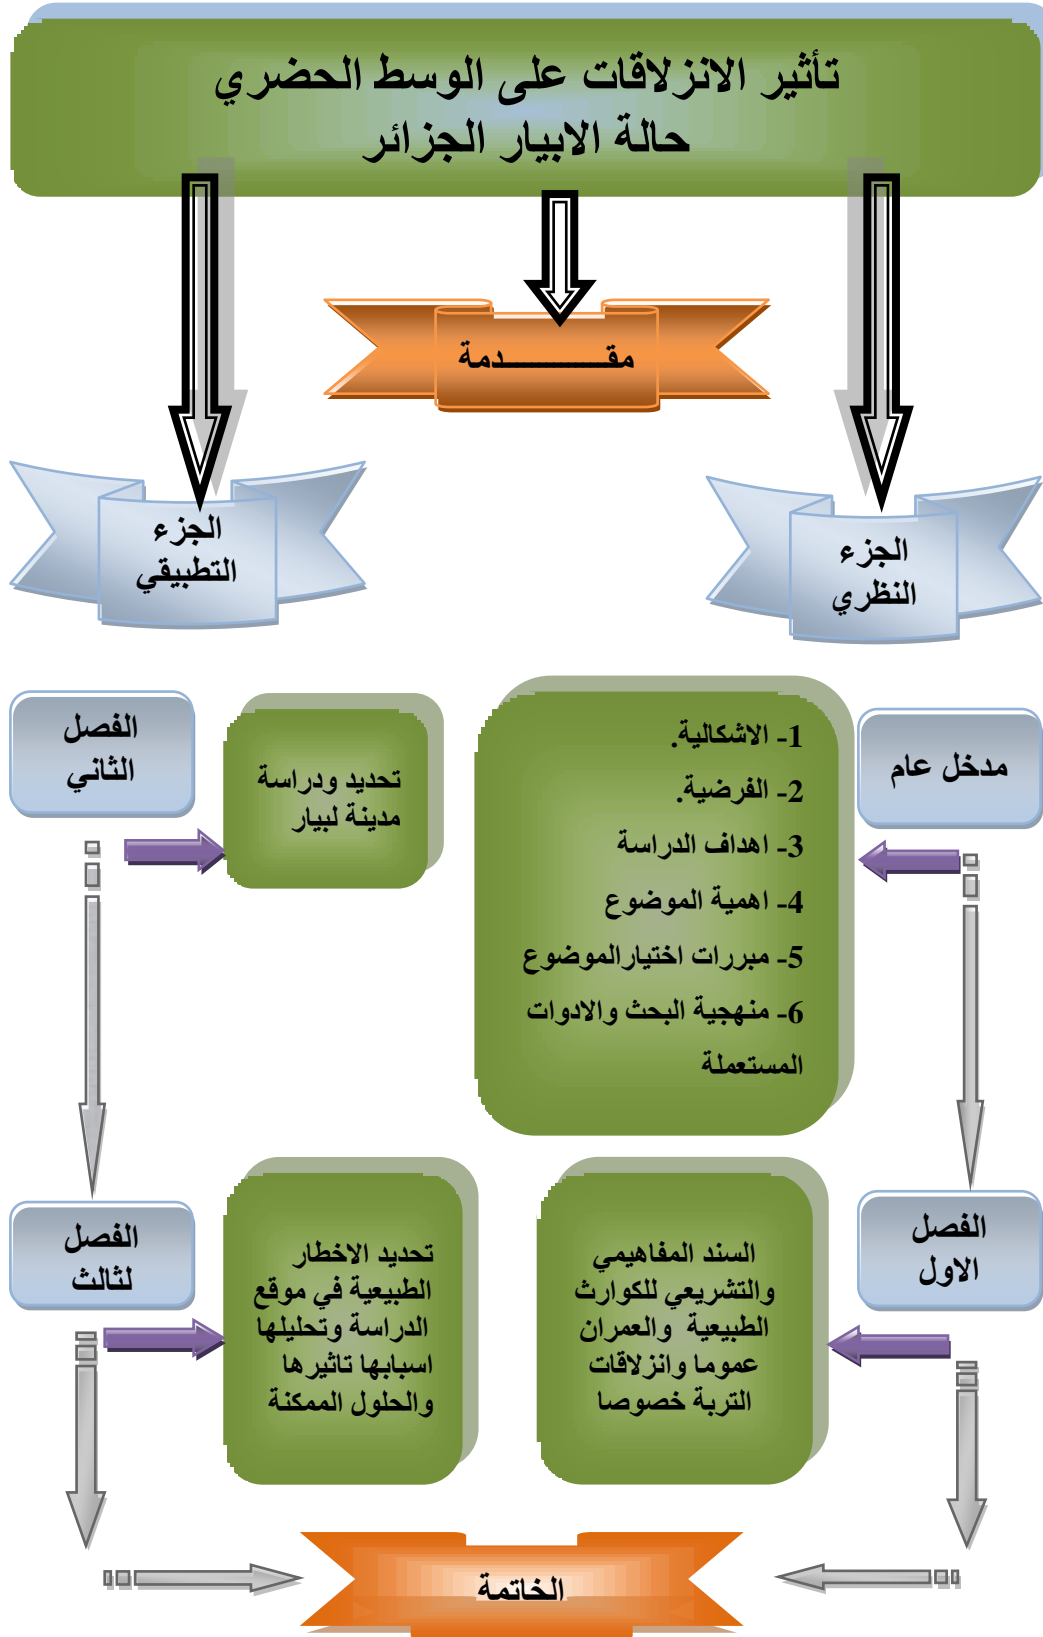 تأثير الانزلاقات على الوسط الحضري
حالة الابيار الجزائر
مقـــــــــــدمة
الجزء
النظري
الجزء
التطبيقي
مدخل عام
1- الاشكالية.
2- الفرضية.
3- اهداف الدراسة
4- اهمية الموضوع
5- مبررات اختيارالموضوع
6- منهجية البحث والادوات
المستعملة
الفصل
الاول
السند المفاهيمي
والتشريعي للكوارث
الطبيعية والعمران
عموما وانزلاقات
التربة خصوصا
الفصل
الثاني
تحديد ودراسة
مدينة لبيار
الفصل
لثالث
تحديد الاخطار
الطبيعية في موقع
الدراسة وتحليلها
اسبابها تاثيرها
والحلول الممكنة
الخاتمة